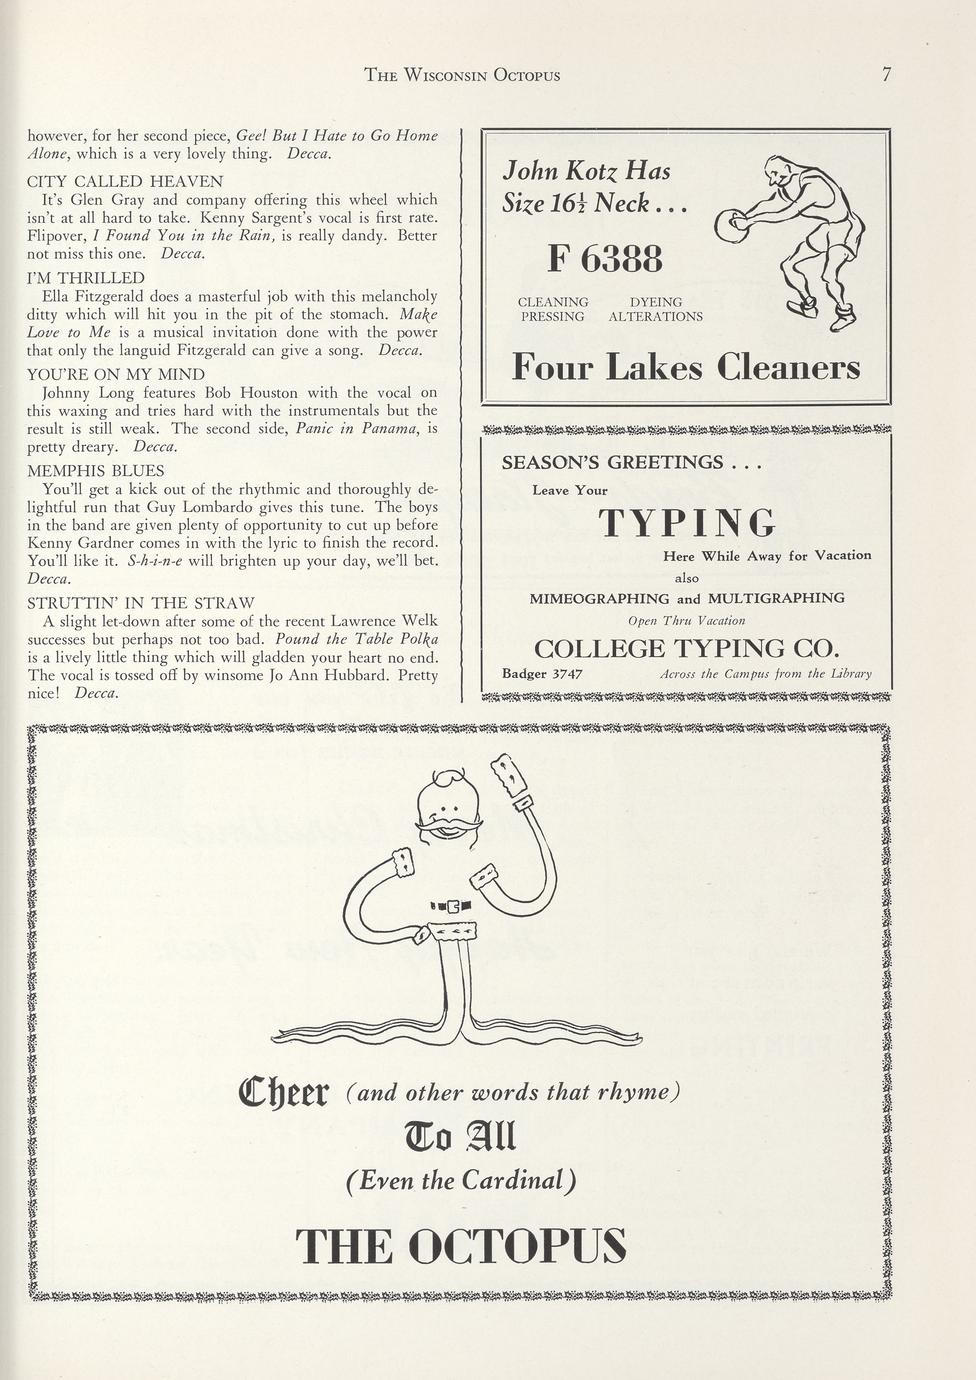 THE WISCONSIN OCTOPUS
7
however, for her second piece, Gee! But I Hate to Go Home
Alone, which is a very lovely thing. Decca.
CITY CALLED HEAVEN
It's Glen Gray and company offering this wheel which
isn't at all hard to take. Kenny Sargent's vocal is first rate.
Flipover, I Found You in the Rain, is really dandy. Better
not miss this one. Decca.
I'M THRILLED
Ella Fitzgerald does a masterful job with this melancholy
ditty which will hit you in the pit of the stomach. Make
Love to Me is a musical invitation done with the power
that only the languid Fitzgerald can give a song. Decca.
YOU'RE ON MY MIND
Johnny Long features Bob Houston with the vocal on
this waxing and tries hard with the instrumentals but the
result is still weak. The second side, Panic in Panama, is
pretty dreary. Decca.
MEMPHIS BLUES
You'll get a kick out of the rhythmic and thoroughly de-
lightful run that Guy Lombardo gives this tune. The boys
in the band are given plenty of opportunity to cut up before
Kenny Gardner comes in with the lyric to finish the record.
You'll like it. S-h-i-n-e will brighten up your day, we'll bet.
Decca.
STRUTTIN' IN THE STRAW
A slight let-down after some of the recent Lawrence Welk
successes but perhaps not too bad. Pound the Table Polka
is a lively little thing which will gladden your heart no end.
The vocal is tossed off by winsome Jo Ann Hubbard. Pretty
nice! Decca.
John Kotz Has
Size 16½ Neck . . .
F 6388
CLEANING DYEING
PRESSING ALTERATIONS
Four Lakes Cleaners
SEASON'S GREETINGS . . .
Leave Your
TYPING
Here While Away for Vacation
also
MIMEOGRAPHING and MULTIGRAPHING
Open Thru Vacation
COLLEGE TYPING CO.
Badger 3747 Across the Campus from the Library
Cheer (and other words that rhyme)
To All
(Even the Cardinal)
THE OCTOPUS